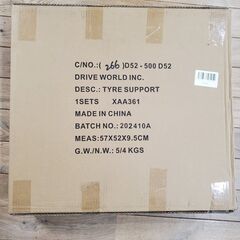 C/NO.:( 266 )D52-500 D52
DRIVE WORLD INC.
DESC.: TYRE SUPPORT
1SETS XAA361
MADE IN CHINA
BATCH NO.: 202410A
MEAS:57X52X9.5CM
G.W./N.W.: 5/4 KGS